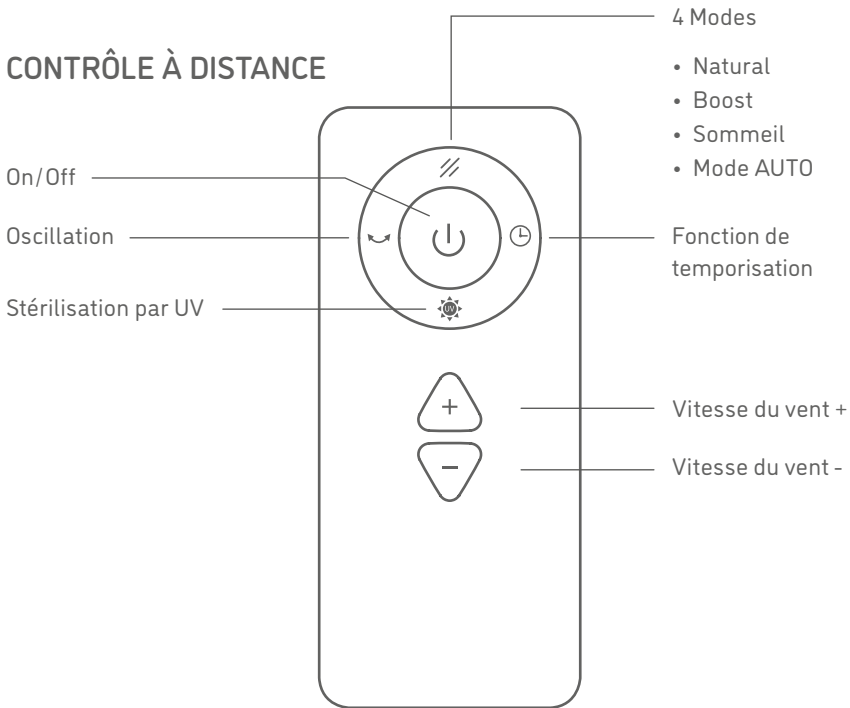 CONTRÔLE À DISTANCE
4 Modes
• Natural
• Boost
• Sommeil
• Mode AUTO
On/Off
Oscillation
Stérilisation par UV
UV
Fonction de
temporisation
+
Vitesse du vent +
−
Vitesse du vent -